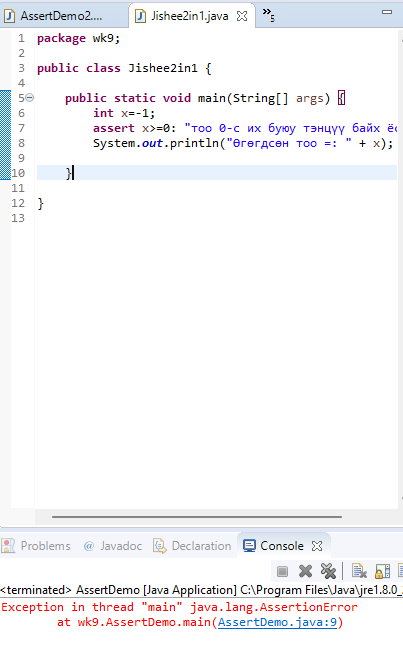 AssertDemo2.... Jishee2in1.java »5
1 package wk9;
2
3 public class Jishee2in1 {
4
5 public static void main(String[] args) {
6 int x=-1;
7 assert x>=0: "тоо 0-с их буюу тэнцүү байх ёс
8 System.out.println("Өгөгдсөн тоо =: " + x);
9
10 }
11
12 }
13
Problems @ Javadoc Declaration Console
<terminated> AssertDemo [Java Application] C:\Program Files\Java\jre1.8.0_
Exception in thread "main" java.lang.AssertionError
at wk9.AssertDemo.main(AssertDemo.java:9)